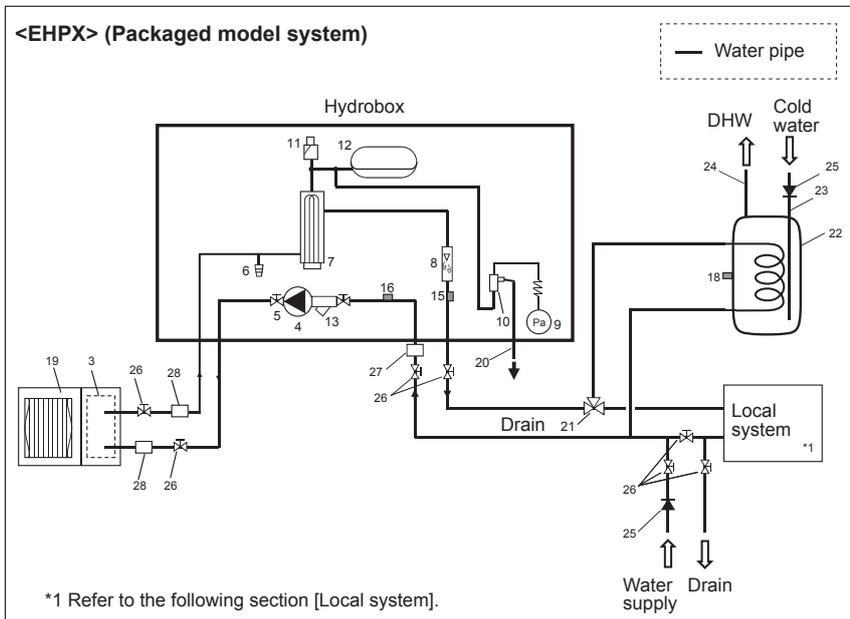 <EHPX> (Packaged model system)
Water pipe
Hydrobox
DHW
Cold
water
11
12
24
25
23
22
6
7
8
18
16
15
5
4
13
10
Pa
9
19
3
26
28
27
26
20
Drain
21
Local
system
*1
28
26
26
25
Water
supply
Drain
*1 Refer to the following section [Local system].